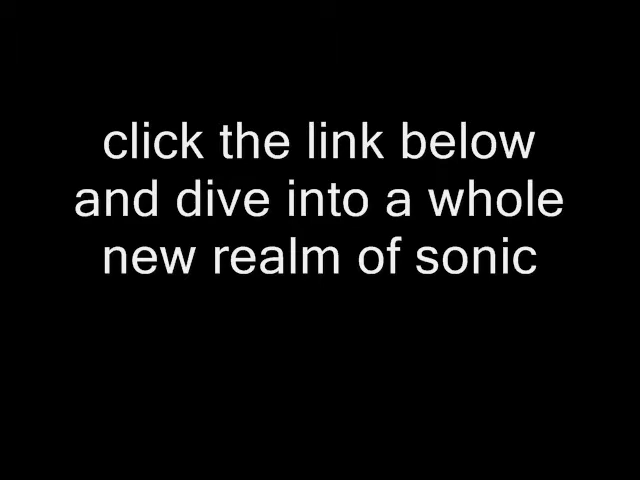 click the link below
and dive into a whole
new realm of sonic